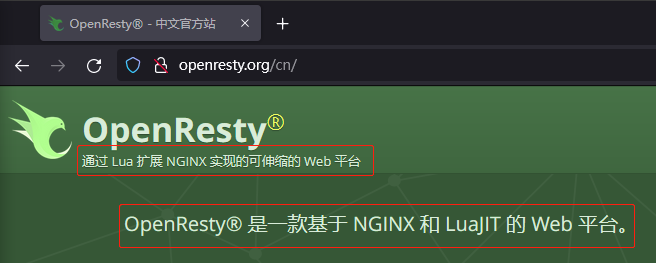 OpenResty® - 中文官方站
openresty.org/cn/
OpenResty®
通过 Lua 扩展 NGINX 实现的可伸缩的 Web 平台
OpenResty® 是一款基于 NGINX 和 LuaJIT 的 Web 平台。